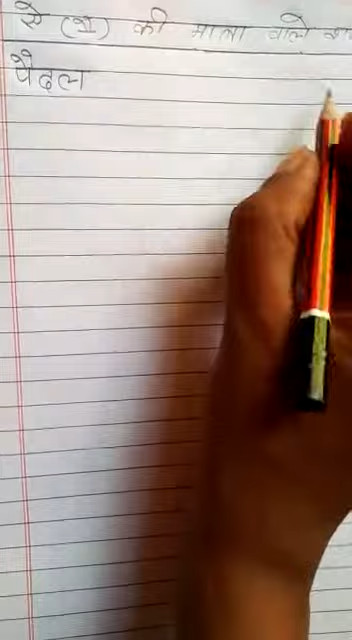 से (अ) की मात्रा वाले
पैदल